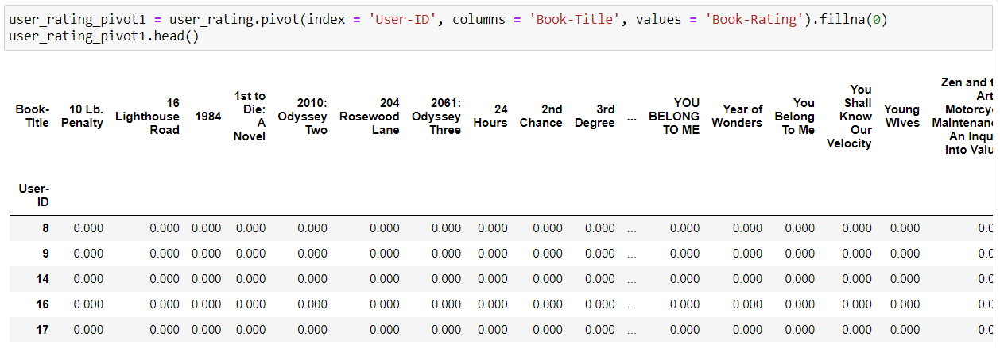 user_rating_pivot1 = user_rating.pivot(index = 'User-ID', columns = 'Book-Title', values = 'Book-Rating').fillna(0)
user_rating_pivot1.head()
Book-
Title
10 Lb.
Penalty
16
Lighthouse
Road
1984
1st to
Die:
A
Novel
2010:
Odyssey
Two
204
Rosewood
Lane
2061:
Odyssey
Three
24
Hours
2nd
Chance
3rd
Degree
...
YOU
BELONG
TO ME
Year of
Wonders
You
Belong
To Me
You
Shall
Know
Our
Velocity
Young
Wives
Zen and t
Art
Motorcy
Maintenan
An Inqu
into Valu
User-
ID
8 0.000 0.000 0.000 0.000 0.000 0.000 0.000 0.000 0.000 0.000 ... 0.000 0.000 0.000 0.000 0.000 0.0
9 0.000 0.000 0.000 0.000 0.000 0.000 0.000 0.000 0.000 0.000 ... 0.000 0.000 0.000 0.000 0.000 0.0
14 0.000 0.000 0.000 0.000 0.000 0.000 0.000 0.000 0.000 0.000 ... 0.000 0.000 0.000 0.000 0.000 0.0
16 0.000 0.000 0.000 0.000 0.000 0.000 0.000 0.000 0.000 0.000 ... 0.000 0.000 0.000 0.000 0.000 0.0
17 0.000 0.000 0.000 0.000 0.000 0.000 0.000 0.000 0.000 0.000 ... 0.000 0.000 0.000 0.000 0.000 0.0